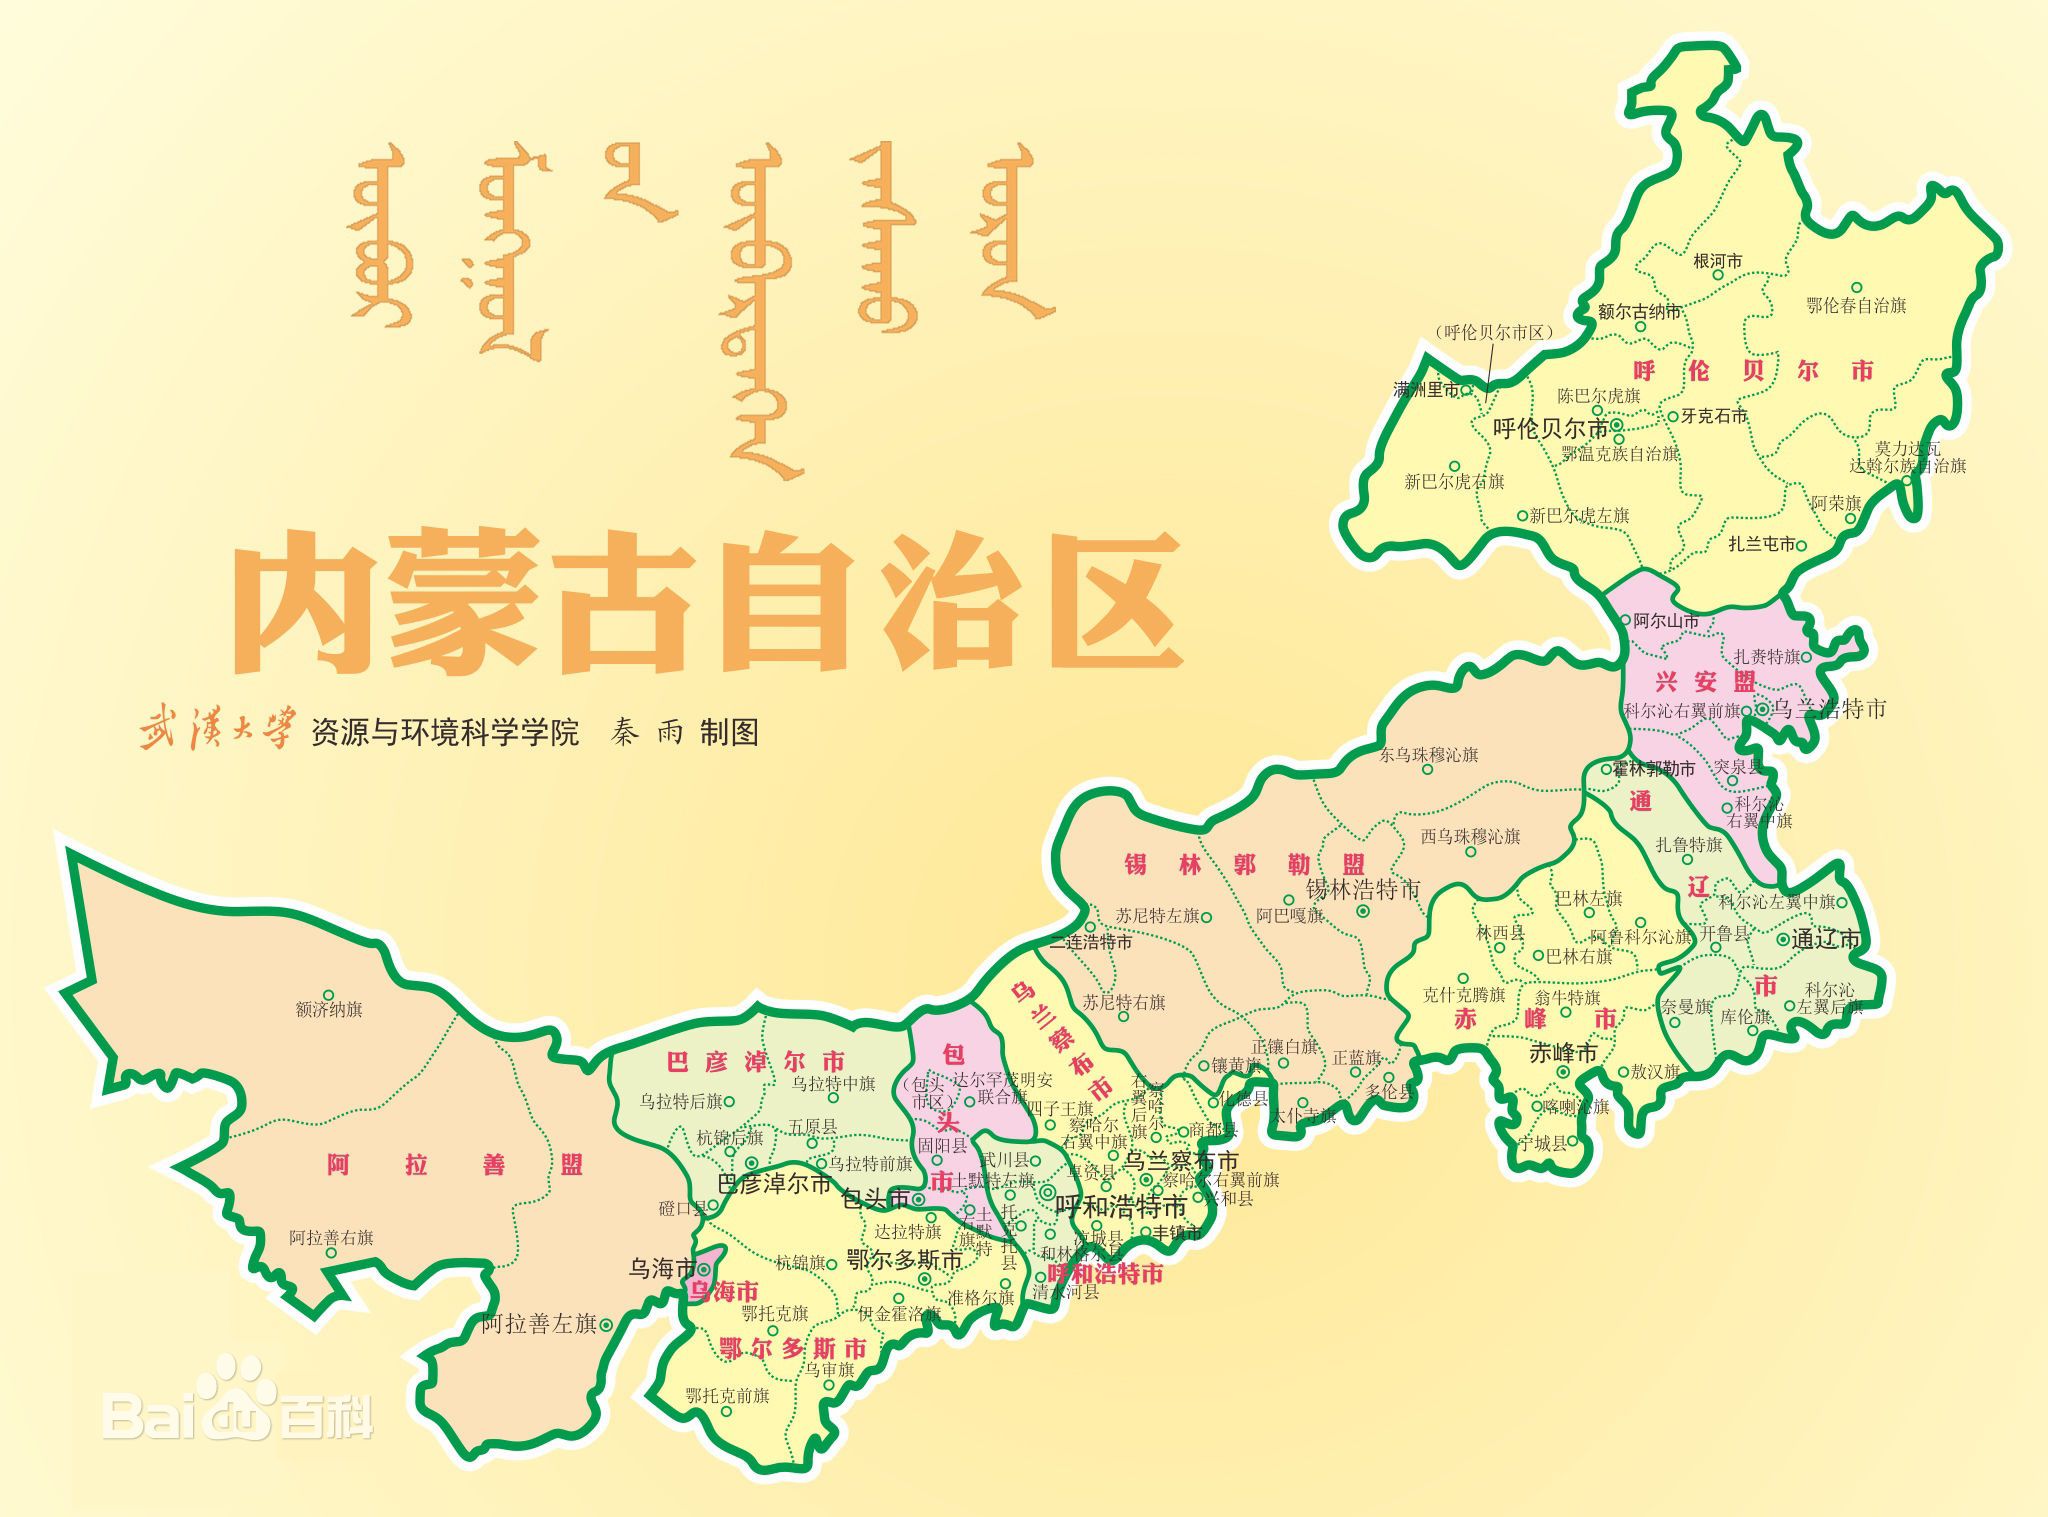 内蒙古自治区
武汉大学 资源与环境科学学院 秦 雨 制图
根河市
鄂伦春自治旗
额尔古纳市
（呼伦贝尔市区）
呼伦贝尔市
满洲里市
陈巴尔虎旗
牙克石市
呼伦贝尔市
鄂温克族自治旗
莫力达瓦
达斡尔族自治旗
新巴尔虎右旗
新巴尔虎左旗
阿荣旗
扎兰屯市
阿尔山市
扎赉特旗
兴安盟
科尔沁右翼前旗
乌兰浩特市
突泉县
科尔沁
右翼中旗
东乌珠穆沁旗
霍林郭勒市
通辽市
西乌珠穆沁旗
扎鲁特旗
锡林郭勒盟
锡林浩特市
苏尼特左旗
阿巴嘎旗
二连浩特市
巴林左旗
科尔沁左翼中旗
林西县
阿鲁科尔沁旗
开鲁县
通辽市
巴林右旗
克什克腾旗
翁牛特旗
奈曼旗
科尔沁
左翼后旗
库伦旗
赤峰市
赤峰市
敖汉旗
喀喇沁旗
宁城县
苏尼特右旗
正镶白旗
镶黄旗
正蓝旗
多伦县
太仆寺旗
化德县
额济纳旗
阿拉善盟
阿拉善右旗
阿拉善左旗
巴彦淖尔市
乌拉特中旗
乌拉特后旗
杭锦后旗
五原县
乌拉特前旗
巴彦淖尔市
磴口县
包头市
（包头
市区）
达尔罕茂明安
联合旗
固阳县
包头市
土默特
右旗
乌兰察布市
四子王旗
察哈尔
右翼中旗
察哈尔
右翼后旗
商都县
卓资县
乌兰察布市
察哈尔右翼前旗
兴和县
丰镇市
凉城县
武川县
土默特左旗
呼和浩特市
托克托县
和林格尔县
呼和浩特市
清水河县
乌海市
乌海市
达拉特旗
杭锦旗
鄂尔多斯市
准格尔旗
伊金霍洛旗
鄂托克旗
鄂尔多斯市
乌审旗
鄂托克前旗
Bai du 百科